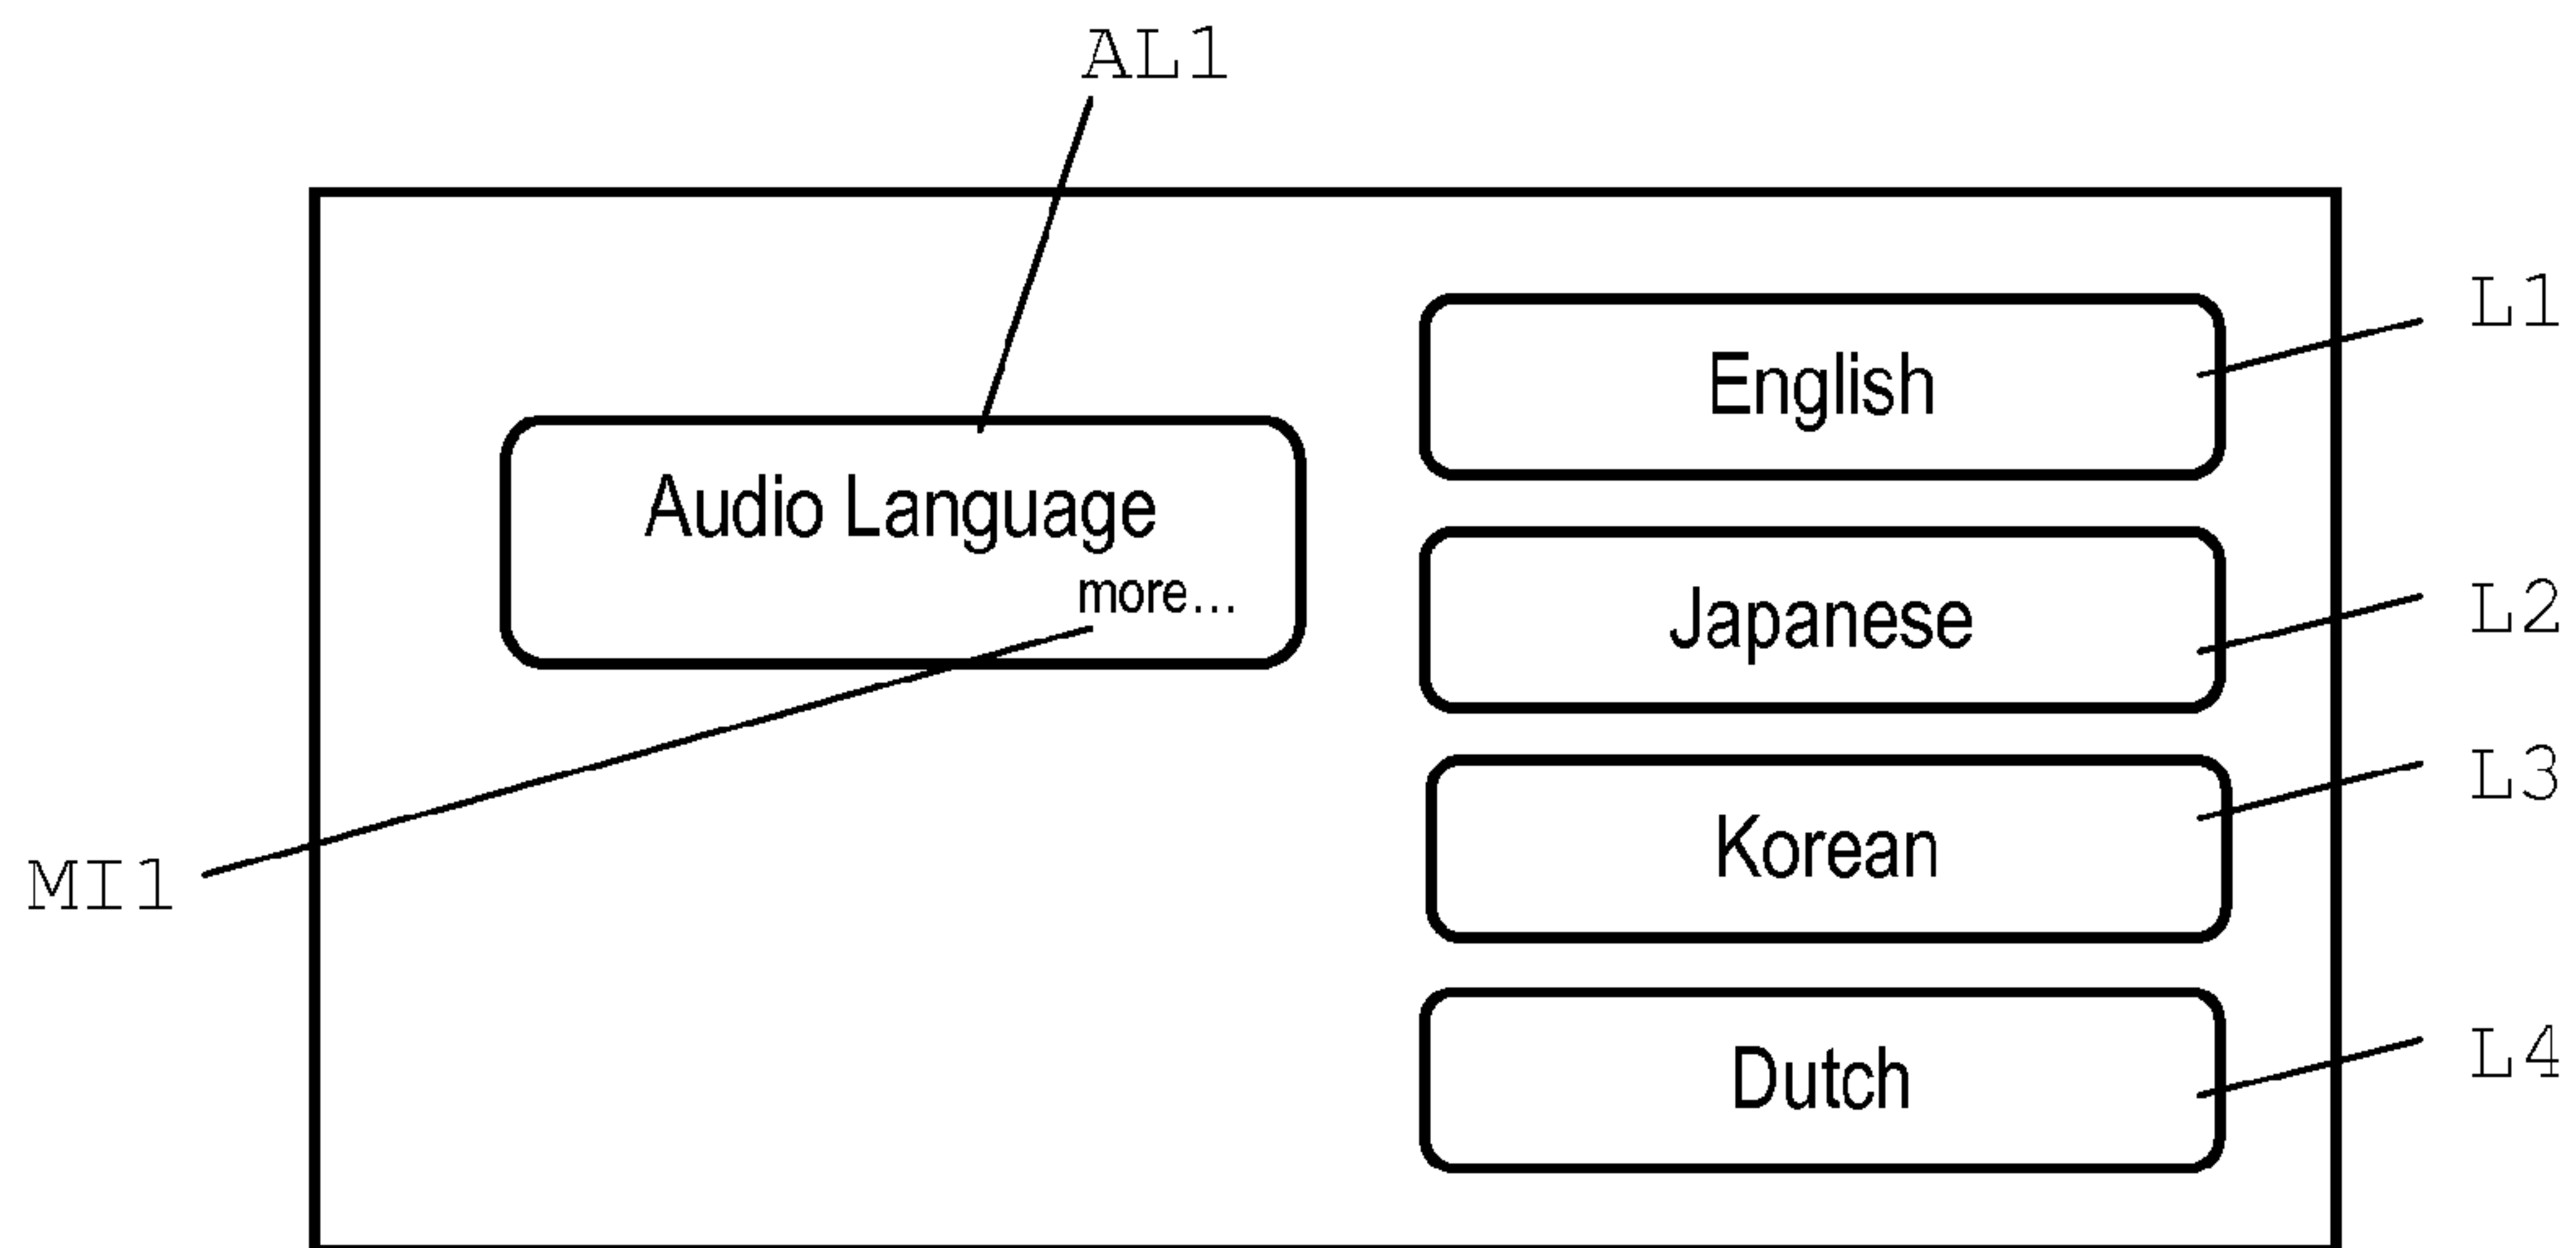 AL1
L1
English
Audio Language
more...
Japanese
L2
L3
Korean
MI1
L4
Dutch